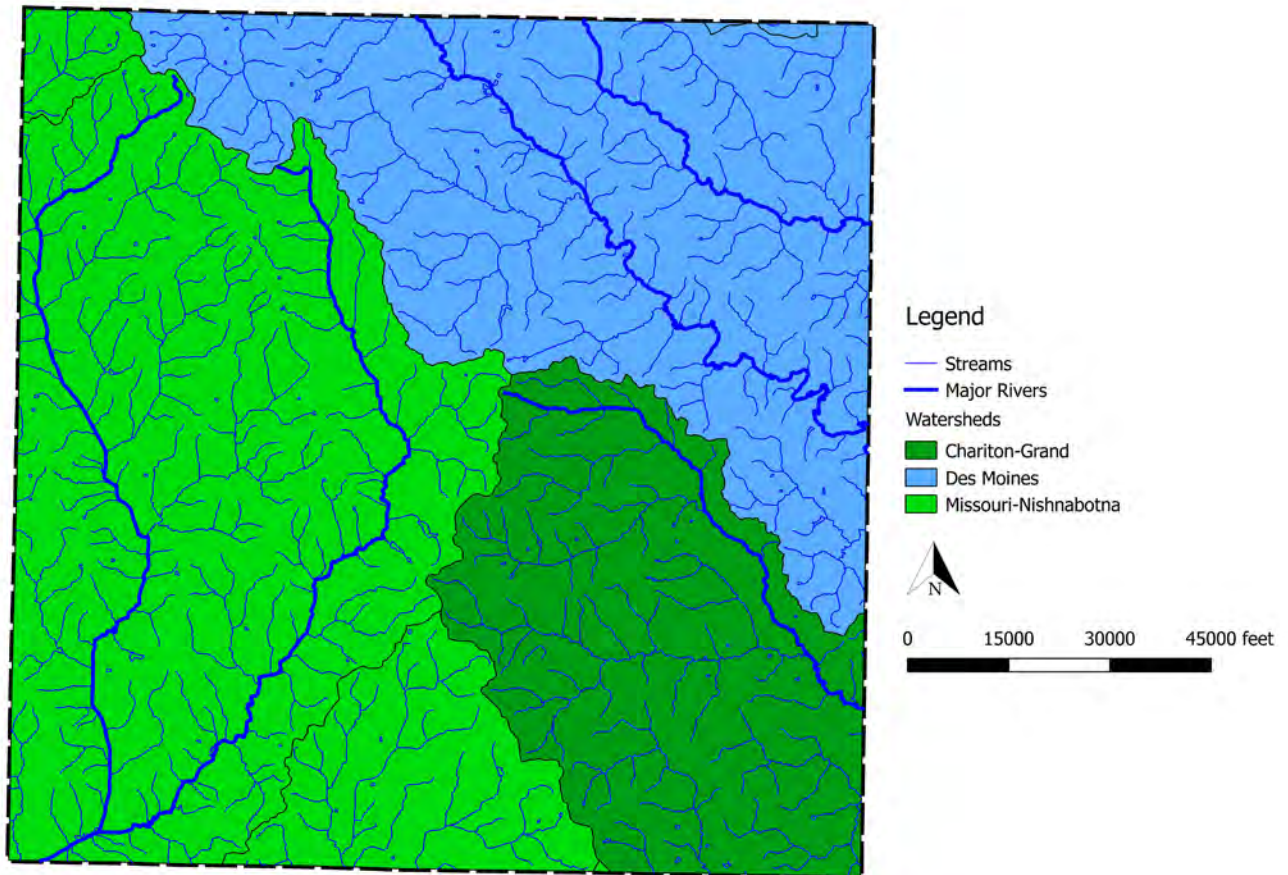 Legend
Streams
Major Rivers
Watersheds
Chariton-Grand
Des Moines
Missouri-Nishnabotna
N
0 15000 30000 45000 feet